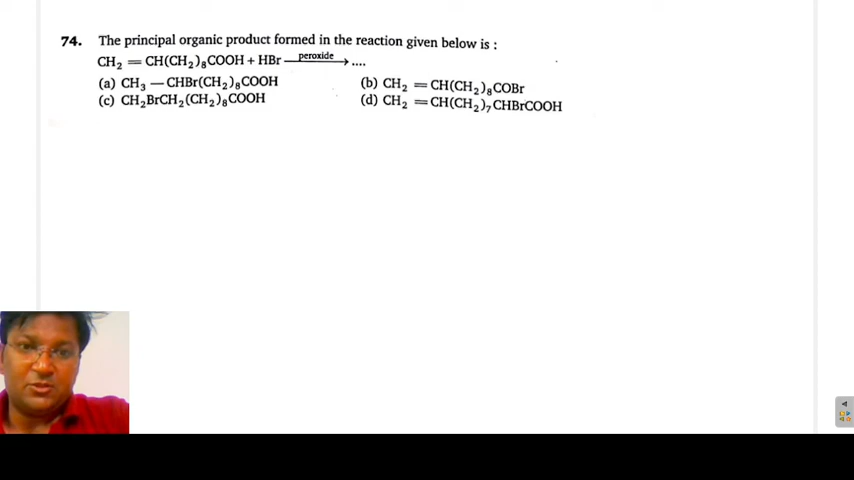 74. The principal organic product formed in the reaction given below is :
CH₂ = CH(CH₂)₈COOH + HBr —peroxide→ ....
(a) CH₃ — CHBr(CH₂)₈COOH (b) CH₂ = CH(CH₂)₈COBr
(c) CH₂BrCH₂(CH₂)₈COOH (d) CH₂ = CH(CH₂)₇CHBrCOOH